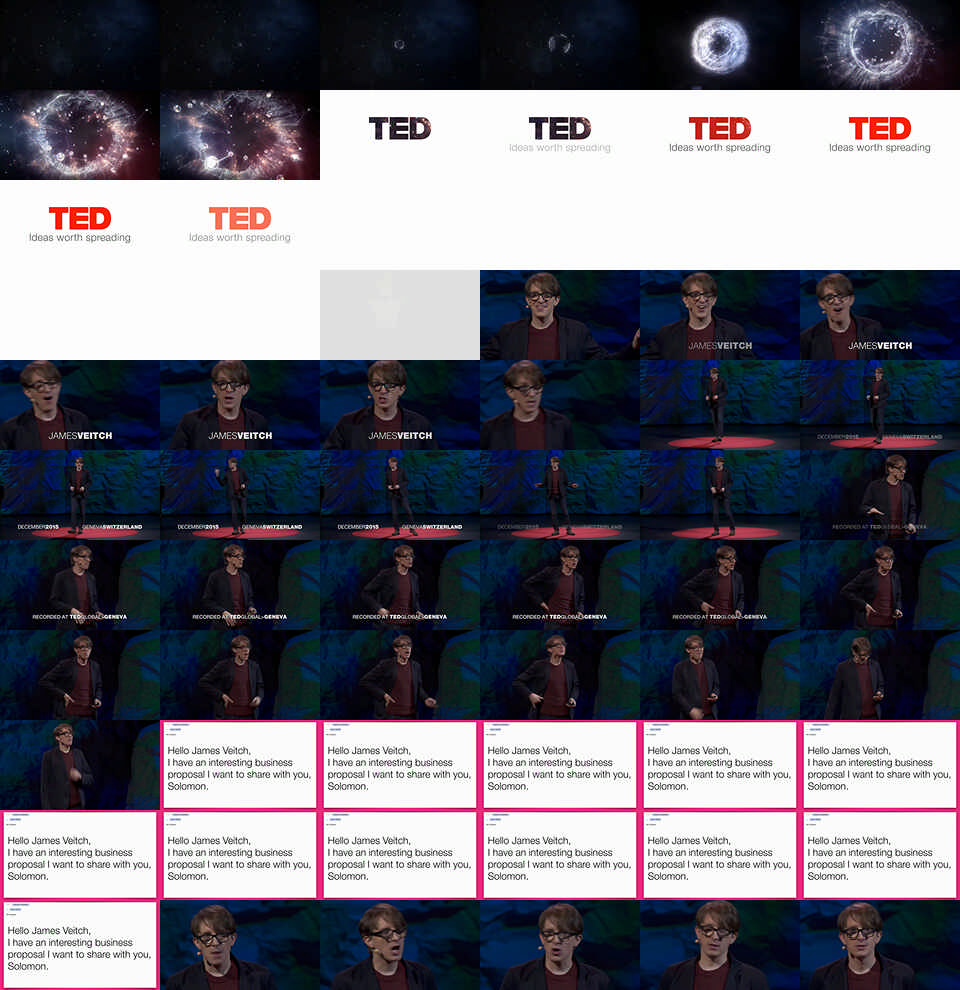 TED
TED
Ideas worth spreading
TED
Ideas worth spreading
TED
Ideas worth spreading
TED
Ideas worth spreading
TED
Ideas worth spreading
JAMESVEITCH
JAMESVEITCH
JAMESVEITCH
JAMESVEITCH
JAMESVEITCH
DECEMBER2015 GENEVASWITZERLAND
DECEMBER2015 GENEVASWITZERLAND
DECEMBER2015 GENEVASWITZERLAND
DECEMBER2015 GENEVASWITZERLAND
DECEMBER2015 GENEVASWITZERLAND
RECORDED AT TEDGLOBAL>GENEVA
RECORDED AT TEDGLOBAL>GENEVA
RECORDED AT TEDGLOBAL>GENEVA
RECORDED AT TEDGLOBAL>GENEVA
RECORDED AT TEDGLOBAL>GENEVA
RECORDED AT TEDGLOBAL>GENEVA
Hello James Veitch,
I have an interesting business
proposal I want to share with you,
Solomon.
Hello James Veitch,
I have an interesting business
proposal I want to share with you,
Solomon.
Hello James Veitch,
I have an interesting business
proposal I want to share with you,
Solomon.
Hello James Veitch,
I have an interesting business
proposal I want to share with you,
Solomon.
Hello James Veitch,
I have an interesting business
proposal I want to share with you,
Solomon.
Hello James Veitch,
I have an interesting business
proposal I want to share with you,
Solomon.
Hello James Veitch,
I have an interesting business
proposal I want to share with you,
Solomon.
Hello James Veitch,
I have an interesting business
proposal I want to share with you,
Solomon.
Hello James Veitch,
I have an interesting business
proposal I want to share with you,
Solomon.
Hello James Veitch,
I have an interesting business
proposal I want to share with you,
Solomon.
Hello James Veitch,
I have an interesting business
proposal I want to share with you,
Solomon.
Hello James Veitch,
I have an interesting business
proposal I want to share with you,
Solomon.